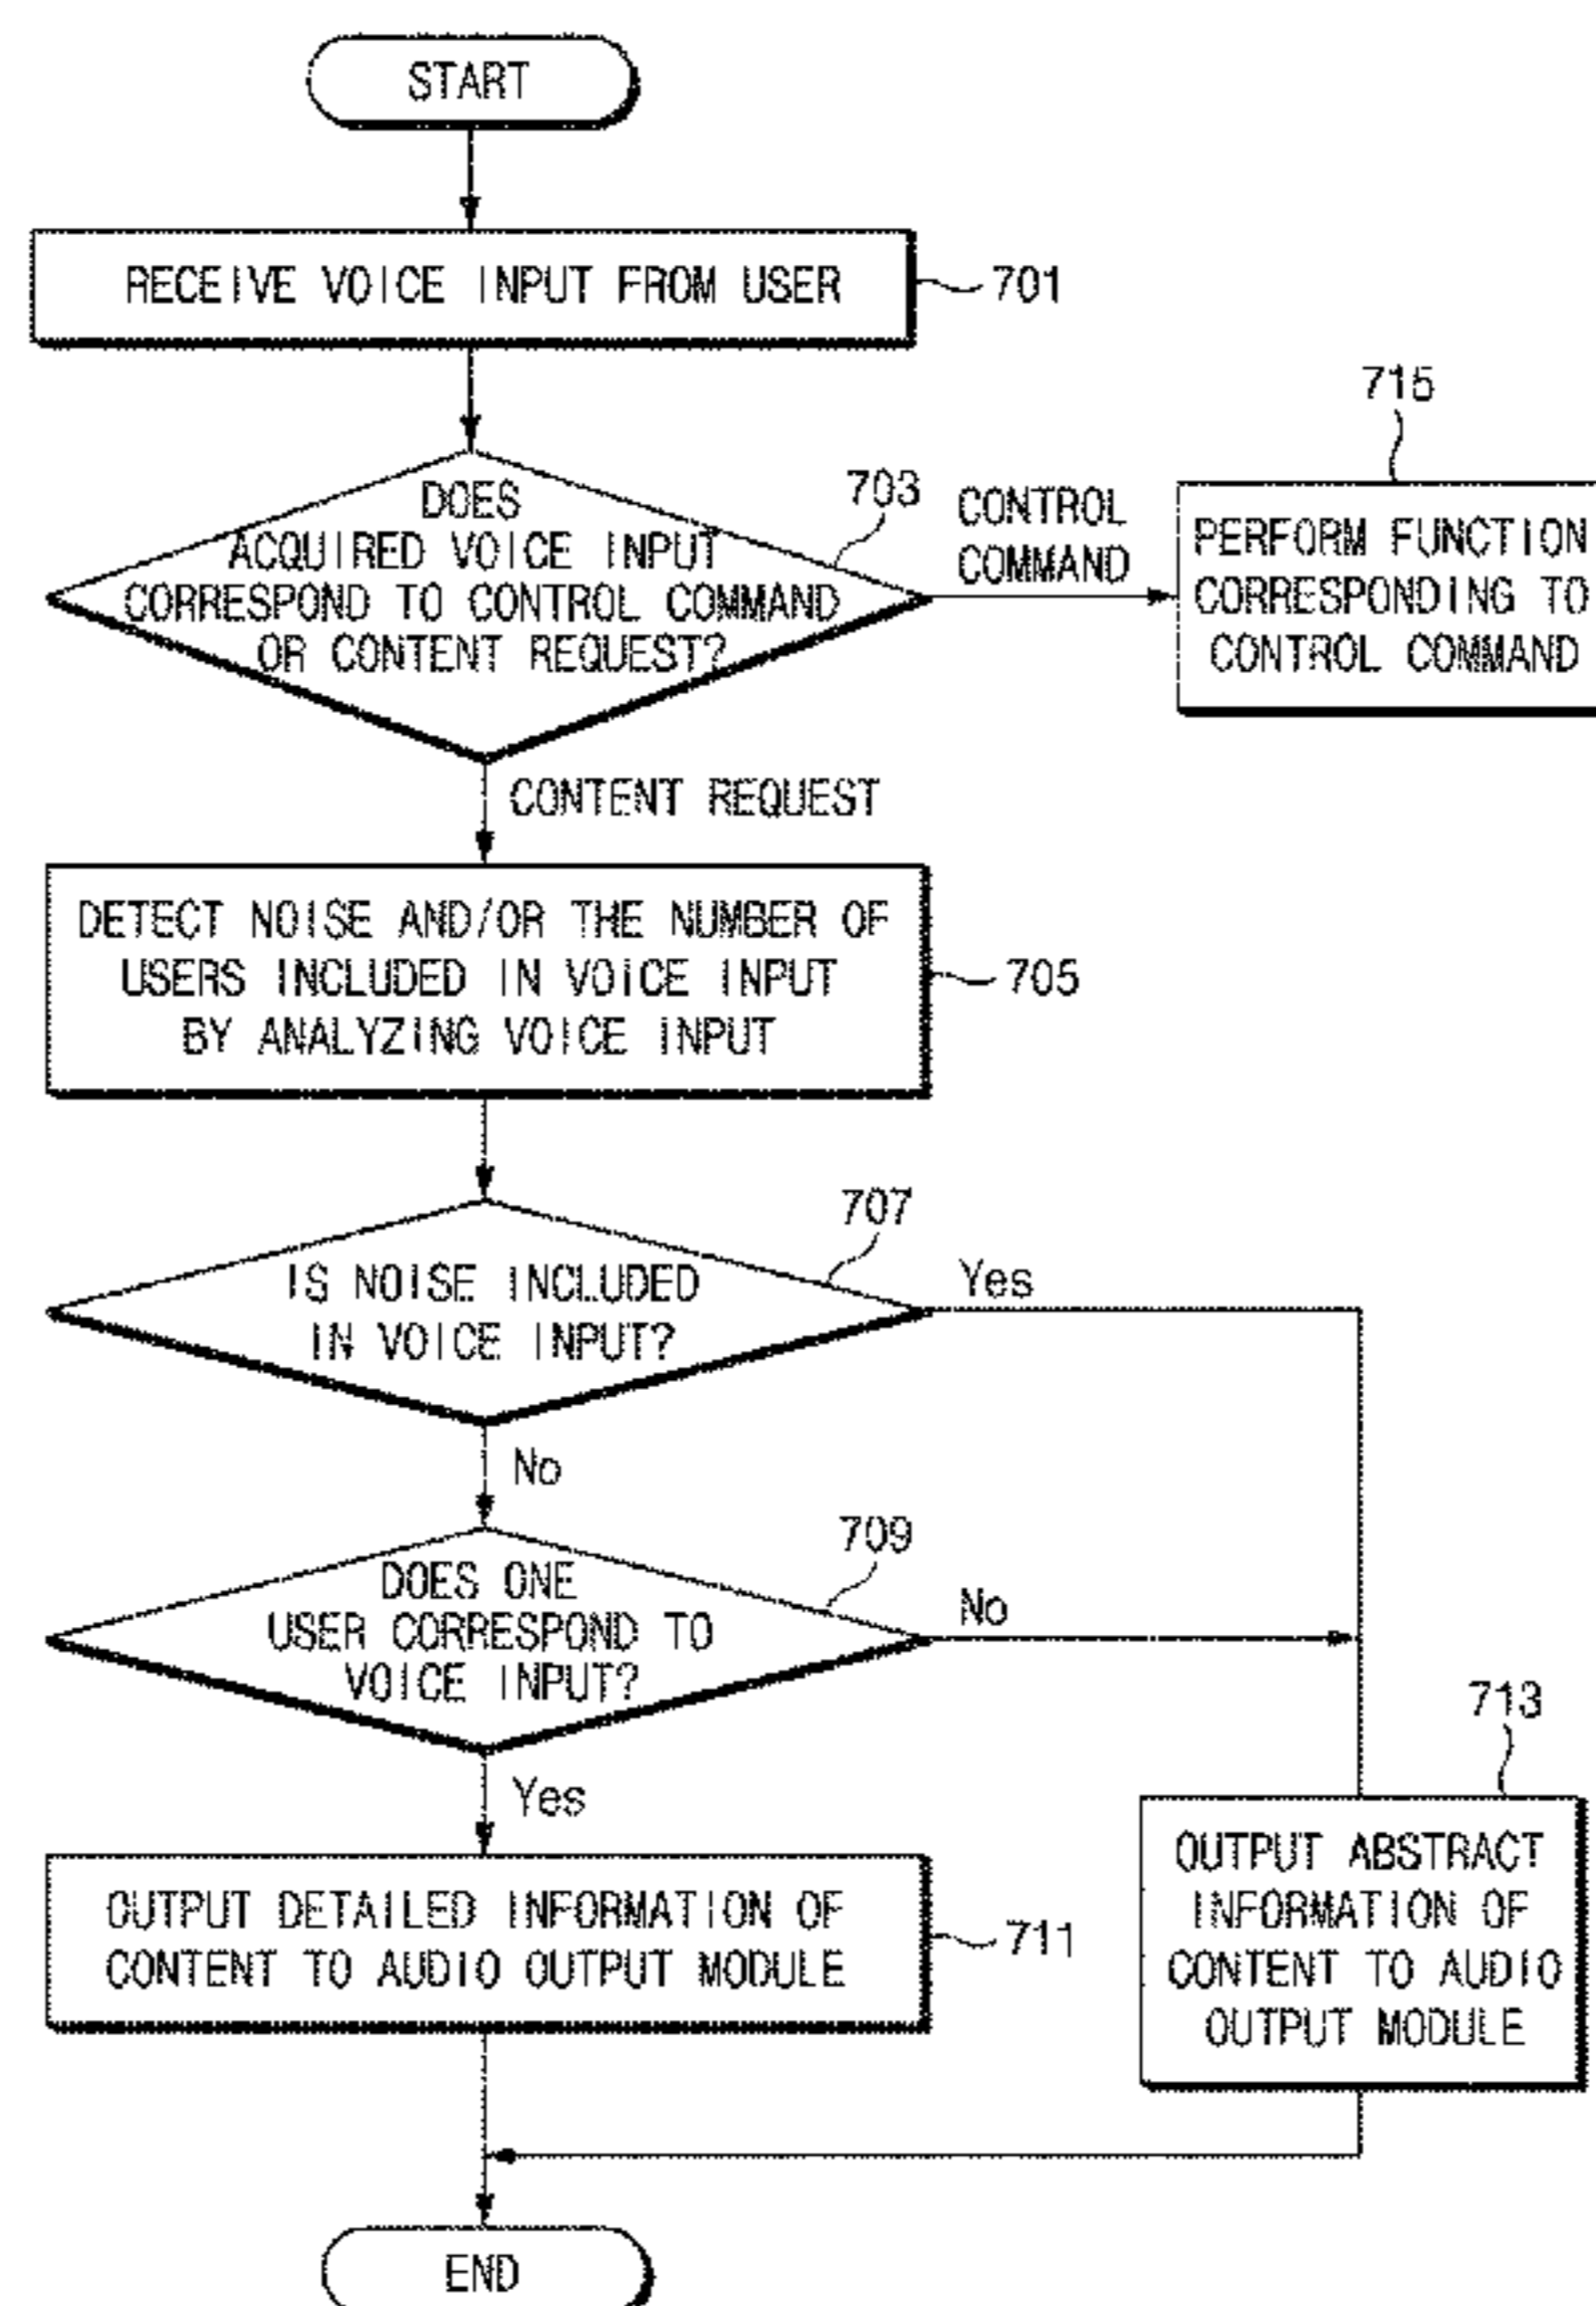 START
RECEIVE VOICE INPUT FROM USER
701
715
DOES
ACQUIRED VOICE INPUT
CORRESPOND TO CONTROL COMMAND
OR CONTENT REQUEST?
703
CONTROL
COMMAND
PERFORM FUNCTION
CORRESPONDING TO
CONTROL COMMAND
CONTENT REQUEST
DETECT NOISE AND/OR THE NUMBER OF
USERS INCLUDED IN VOICE INPUT
BY ANALYZING VOICE INPUT
705
707
IS NOISE INCLUDED
IN VOICE INPUT?
Yes
No
709
DOES ONE
USER CORRESPOND TO
VOICE INPUT?
No
Yes
713
OUTPUT DETAILED INFORMATION OF
CONTENT TO AUDIO OUTPUT MODULE
711
OUTPUT ABSTRACT
INFORMATION OF
CONTENT TO AUDIO
OUTPUT MODULE
END